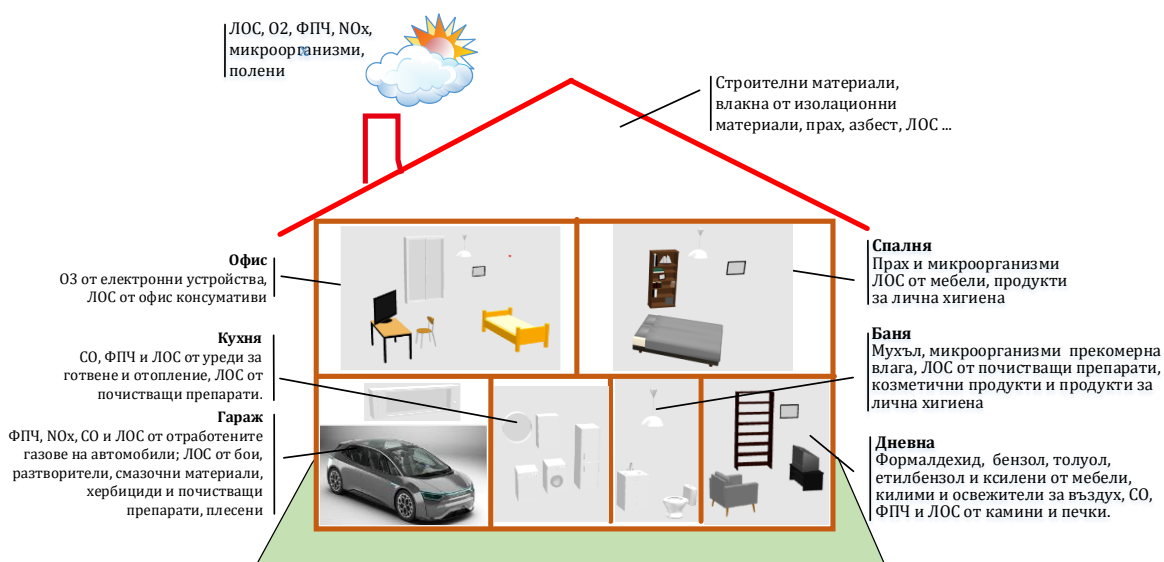 ЛОС, О2, ФПЧ, NOx,
микроорганизми,
полени
Строителни материали,
влакна от изолационни
материали, прах, азбест, ЛОС ...
Офис
О3 от електронни устройства,
ЛОС от офис консумативи
Кухня
CO, ФПЧ и ЛОС от уреди за
готвене и отопление, ЛОС от
почистващи препарати.
Гараж
ФПЧ, NOx, CO и ЛОС от отработените
газове на автомобили; ЛОС от бои,
разтворители, смазочни материали,
хербициди и почистващи
препарати, плесени
Спалня
Прах и микроорганизми
ЛОС от мебели, продукти
за лична хигиена
Баня
Мухъл, микроорганизми прекомерна
влага, ЛОС от почистващи препарати,
козметични продукти и продукти за
лична хигиена
Дневна
Формалдехид, бензол, толуол,
етилбензол и ксилени от мебели,
килими и освежители за въздух, CO,
ФПЧ и ЛОС от камини и печки.